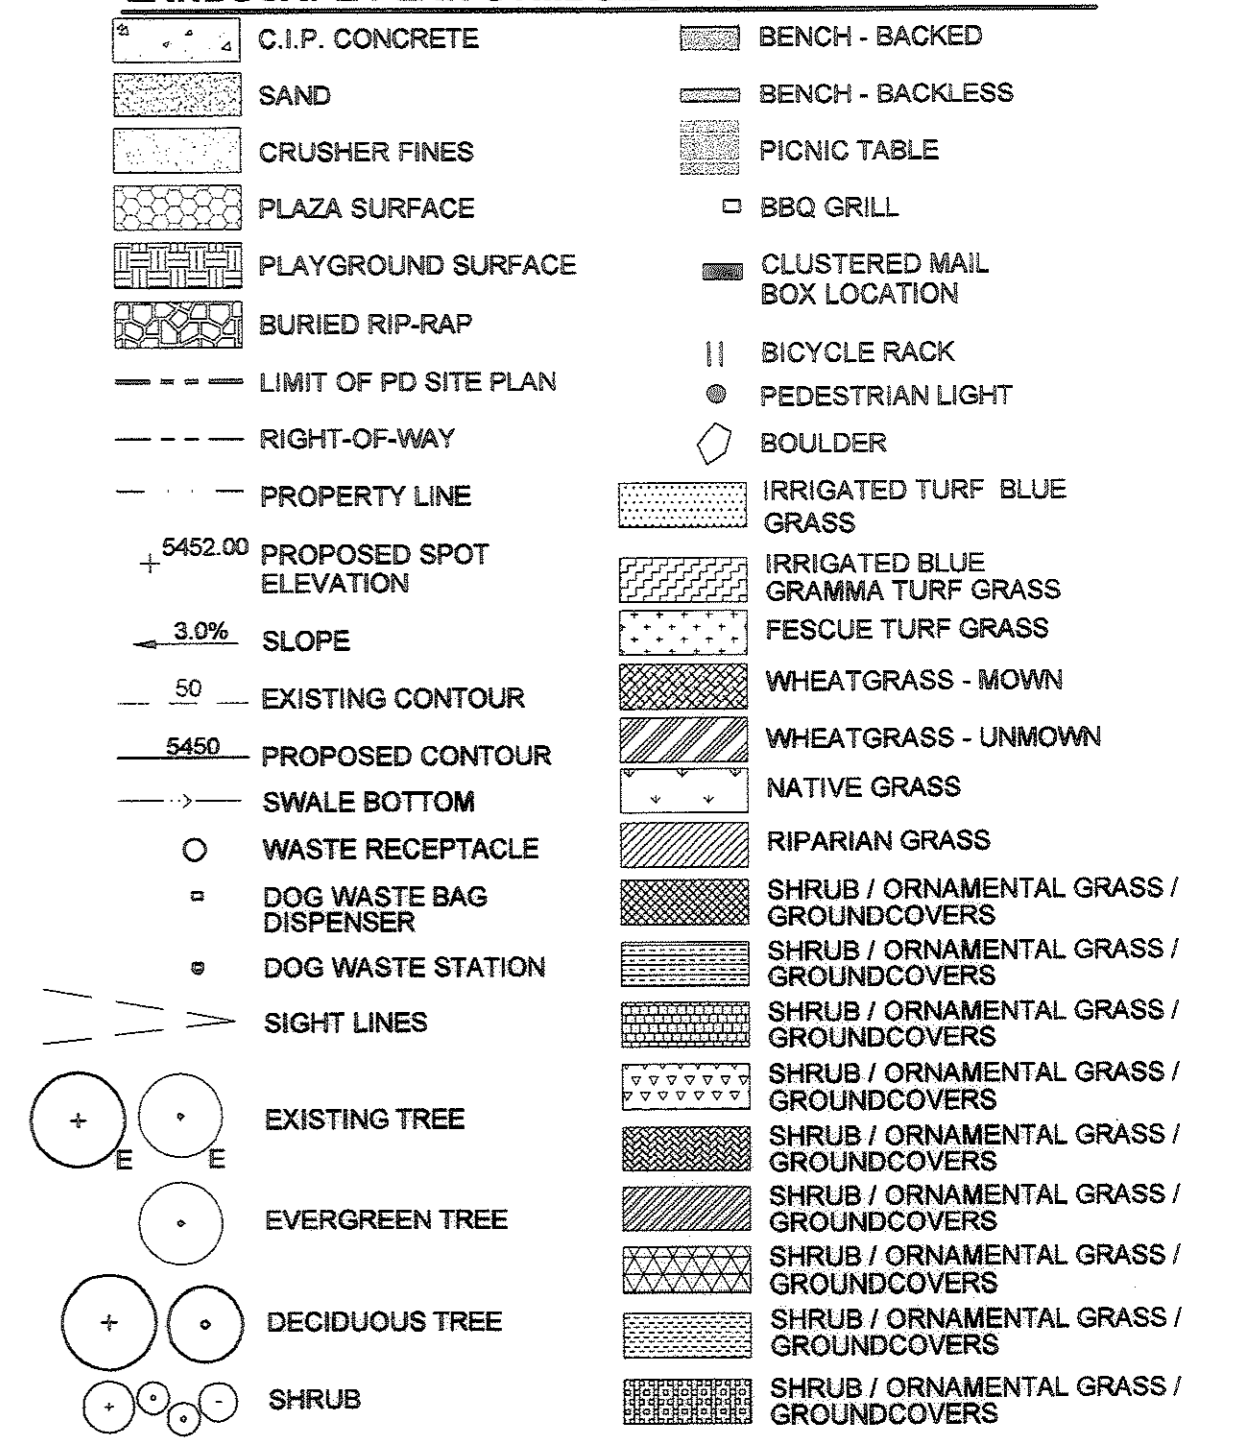 C.I.P. CONCRETE
SAND
CRUSHER FINES
PLAZA SURFACE
PLAYGROUND SURFACE
BURIED RIP-RAP
LIMIT OF PD SITE PLAN
RIGHT-OF-WAY
PROPERTY LINE
5452.00
PROPOSED SPOT
ELEVATION
3.0%
SLOPE
50
EXISTING CONTOUR
5450
PROPOSED CONTOUR
SWALE BOTTOM
WASTE RECEPTACLE
DOG WASTE BAG
DISPENSER
DOG WASTE STATION
SIGHT LINES
EXISTING TREE
E E
EVERGREEN TREE
DECIDUOUS TREE
SHRUB
BENCH - BACKED
BENCH - BACKLESS
PICNIC TABLE
BBQ GRILL
CLUSTERED MAIL
BOX LOCATION
BICYCLE RACK
PEDESTRIAN LIGHT
BOULDER
IRRIGATED TURF BLUE
GRASS
IRRIGATED BLUE
GRAMMA TURF GRASS
FESCUE TURF GRASS
WHEATGRASS - MOWN
WHEATGRASS - UNMOWN
NATIVE GRASS
RIPARIAN GRASS
SHRUB / ORNAMENTAL GRASS /
GROUNDCOVERS
SHRUB / ORNAMENTAL GRASS /
GROUNDCOVERS
SHRUB / ORNAMENTAL GRASS /
GROUNDCOVERS
SHRUB / ORNAMENTAL GRASS /
GROUNDCOVERS
SHRUB / ORNAMENTAL GRASS /
GROUNDCOVERS
SHRUB / ORNAMENTAL GRASS /
GROUNDCOVERS
SHRUB / ORNAMENTAL GRASS /
GROUNDCOVERS
SHRUB / ORNAMENTAL GRASS /
GROUNDCOVERS
SHRUB / ORNAMENTAL GRASS /
GROUNDCOVERS